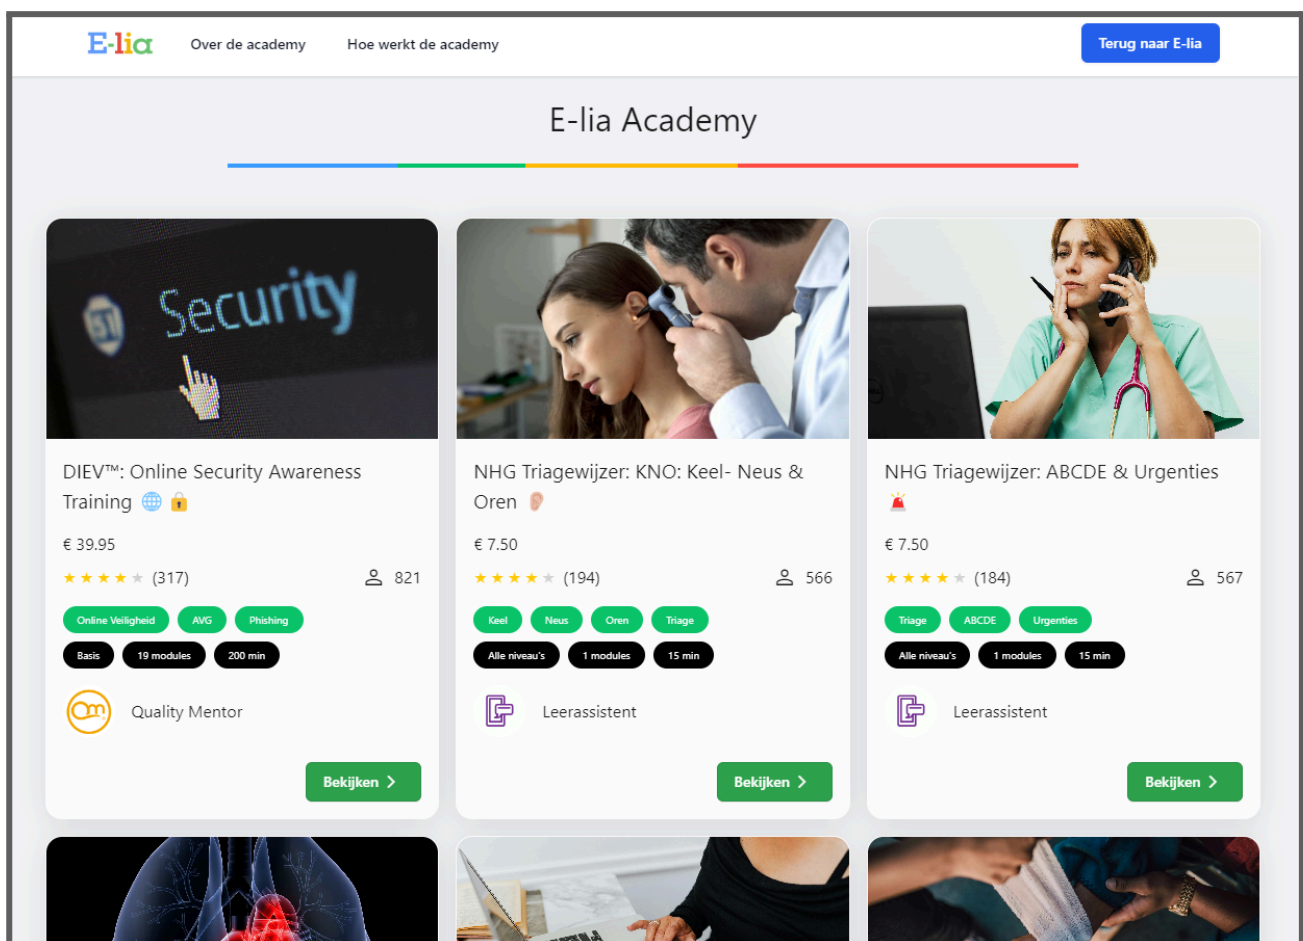 E-lia
Over de academy
Hoe werkt de academy
Terug naar E-lia
E-lia Academy
Security
DIEV™: Online Security Awareness
Training 🌐 🔒
€ 39.95
★★★★★ (317)
821
Online Veiligheid
AVG
Phishing
Basis
19 modules
200 min
Quality Mentor
Bekijken >
NHG Triagewijzer: KNO: Keel- Neus &
Oren 👂
€ 7.50
★★★★★ (194)
566
Keel
Neus
Oren
Triage
Alle niveau's
1 modules
15 min
Leerassistent
Bekijken >
NHG Triagewijzer: ABCDE & Urgenties
🚨
€ 7.50
★★★★★ (184)
567
Triage
ABCDE
Urgenties
Alle niveau's
1 modules
15 min
Leerassistent
Bekijken >